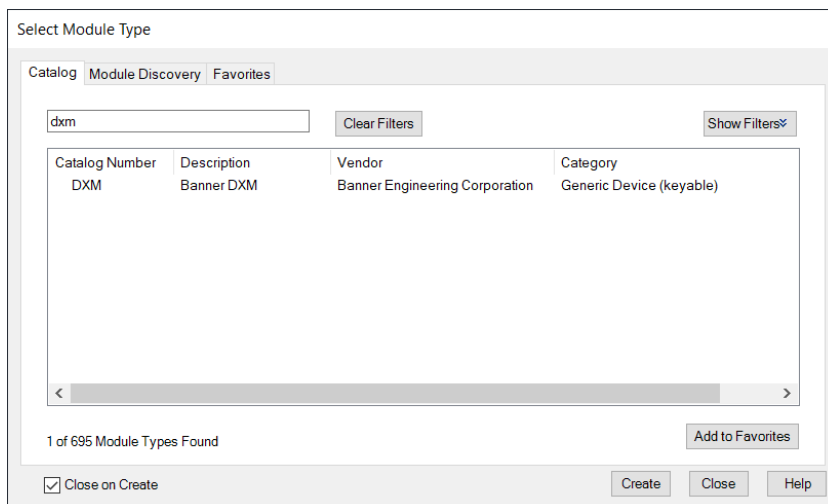 Select Module Type
Catalog Module Discovery Favorites
dxm Clear Filters Show Filters
Catalog Number Description Vendor Category
DXM Banner DXM Banner Engineering Corporation Generic Device (keyable)
1 of 695 Module Types Found Add to Favorites
Close on Create Create Close Help